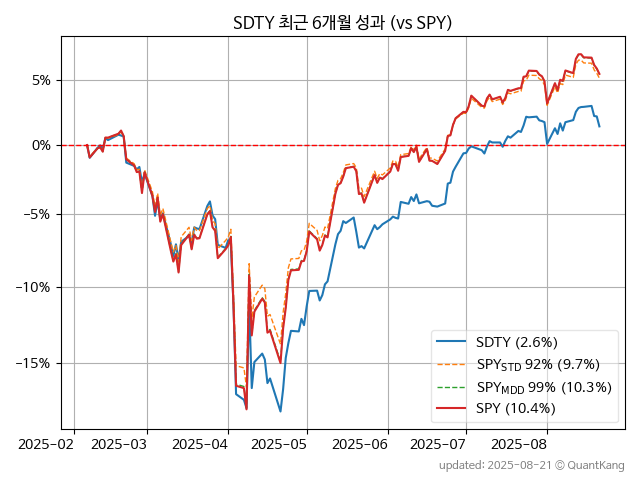 SDTY 최근 6개월 성과 (vs SPY)
5%
0%
−5%
−10%
−15%
SDTY (2.6%)
SPYSTD 92% (9.7%)
SPYMDD 99% (10.3%)
SPY (10.4%)
2025-02 2025-03 2025-04 2025-05 2025-06 2025-07 2025-08
updated: 2025-08-21 @ QuantKang